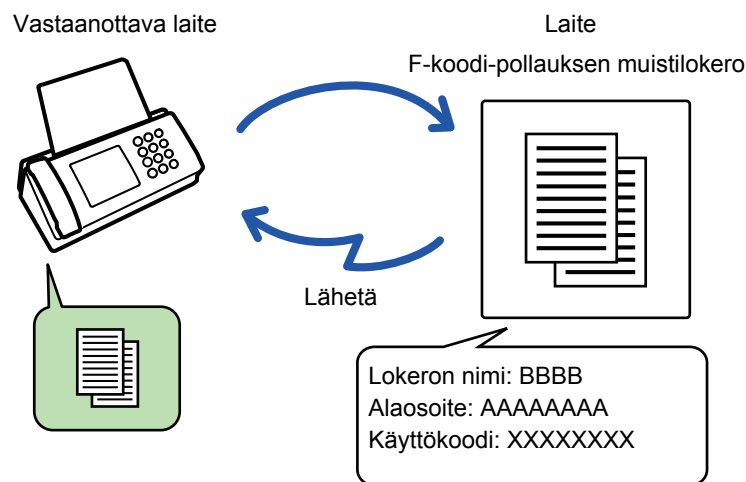 Vastaanottava laite
Laite
F-koodi-pollauksen muistilokero
Lähetä
Lokeron nimi: BBBB
Alaosoite: AAAAAAAA
Käyttökoodi: XXXXXXXX